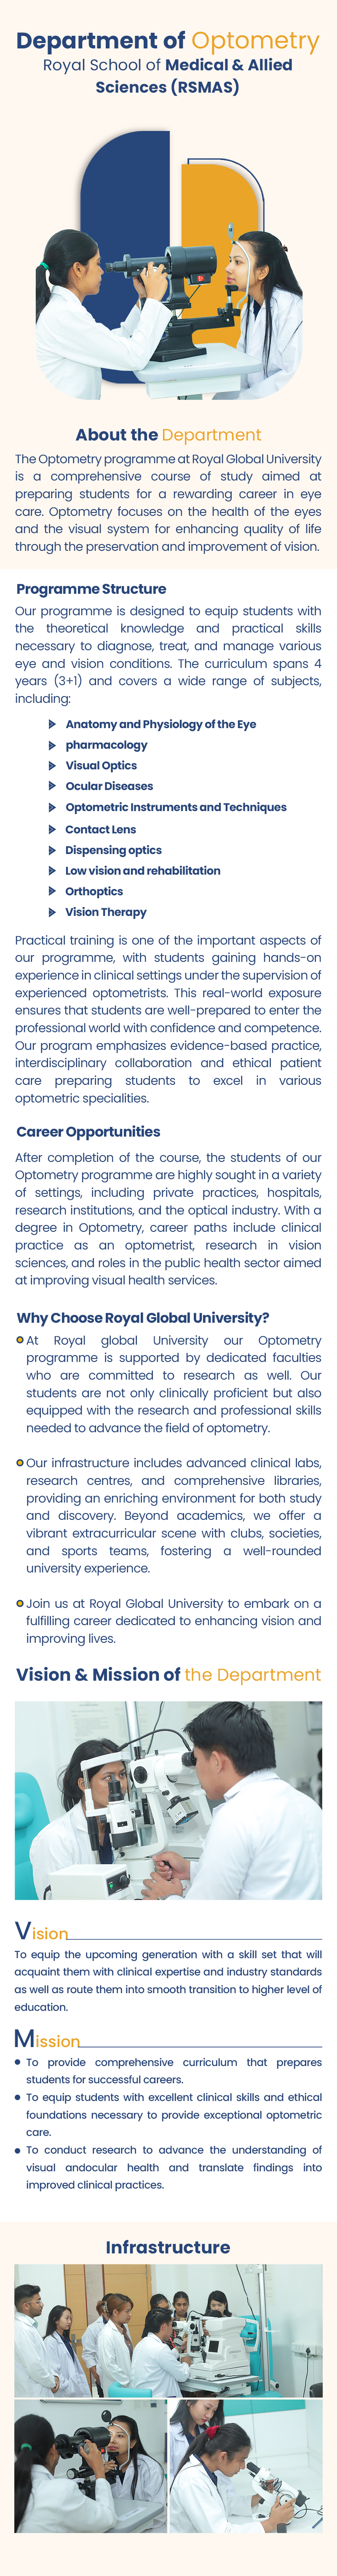 Department of Optometry
Royal School of Medical & Allied
Sciences (RSMAS)
About the Department
The Optometry programme at Royal Global University
is a comprehensive course of study aimed at
preparing students for a rewarding career in eye
care. Optometry focuses on the health of the eyes
and the visual system for enhancing quality of life
through the preservation and improvement of vision.
Programme Structure
Our programme is designed to equip students with
the theoretical knowledge and practical skills
necessary to diagnose, treat, and manage various
eye and vision conditions. The curriculum spans 4
years (3+1) and covers a wide range of subjects,
including:
Anatomy and Physiology of the Eye
pharmacology
Visual Optics
Ocular Diseases
Optometric Instruments and Techniques
Contact Lens
Dispensing optics
Low vision and rehabilitation
Orthoptics
Vision Therapy
Practical training is one of the important aspects of
our programme, with students gaining hands-on
experience in clinical settings under the supervision of
experienced optometrists. This real-world exposure
ensures that students are well-prepared to enter the
professional world with confidence and competence.
Our program emphasizes evidence-based practice,
interdisciplinary collaboration and ethical patient
care preparing students to excel in various
optometric specialities.
Career Opportunities
After completion of the course, the students of our
Optometry programme are highly sought in a variety
of settings, including private practices, hospitals,
research institutions, and the optical industry. With a
degree in Optometry, career paths include clinical
practice as an optometrist, research in vision
sciences, and roles in the public health sector aimed
at improving visual health services.
Why Choose Royal Global University?
At Royal global University our Optometry
programme is supported by dedicated faculties
who are committed to research as well. Our
students are not only clinically proficient but also
equipped with the research and professional skills
needed to advance the field of optometry.
Our infrastructure includes advanced clinical labs,
research centres, and comprehensive libraries,
providing an enriching environment for both study
and discovery. Beyond academics, we offer a
vibrant extracurricular scene with clubs, societies,
and sports teams, fostering a well-rounded
university experience.
Join us at Royal Global University to embark on a
fulfilling career dedicated to enhancing vision and
improving lives.
Vision & Mission of the Department
Vision
To equip the upcoming generation with a skill set that will
acquaint them with clinical expertise and industry standards
as well as route them into smooth transition to higher level of
education.
Mission
To provide comprehensive curriculum that prepares
students for successful careers.
To equip students with excellent clinical skills and ethical
foundations necessary to provide exceptional optometric
care.
To conduct research to advance the understanding of
visual andocular health and translate findings into
improved clinical practices.
Infrastructure